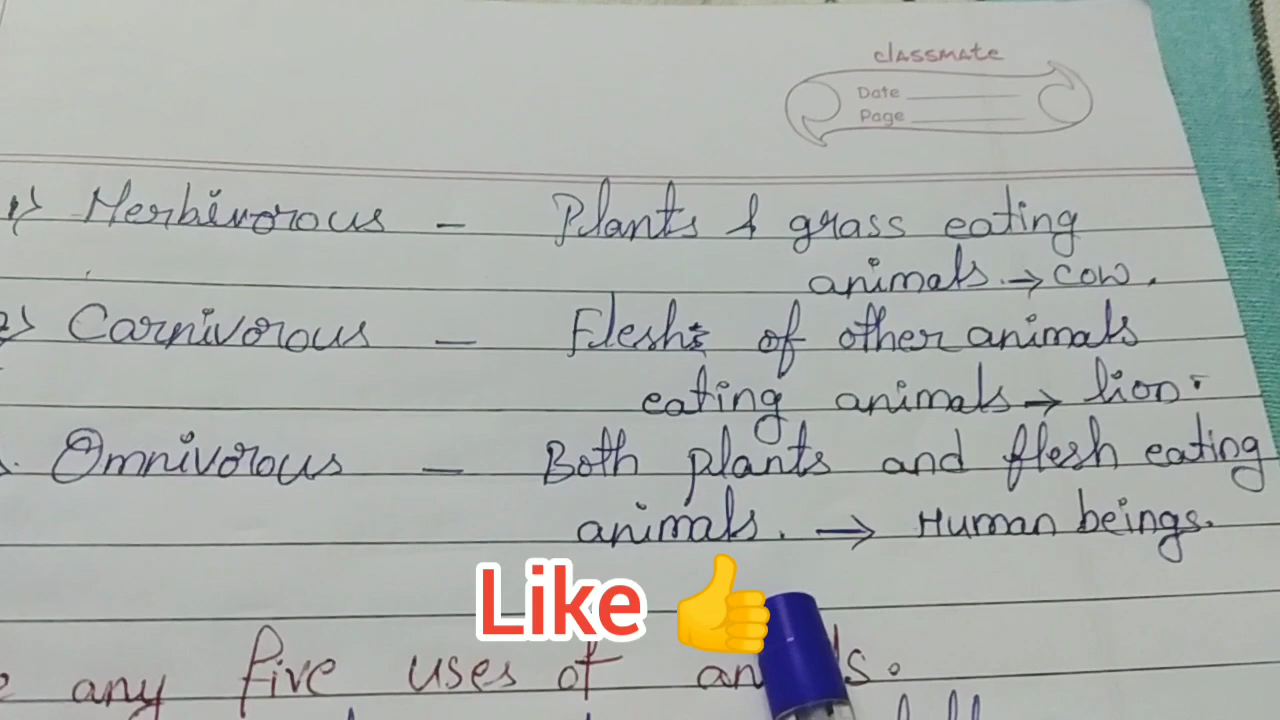 classmate
Date
Page
1) Herbivorous - Plants & grass eating
animals. → cow.
2) Carnivorous - Flesh of other animals
eating animals → lion.
Omnivorous - Both plants and flesh eating
animals. → Human beings.
Like 👍
any five uses of